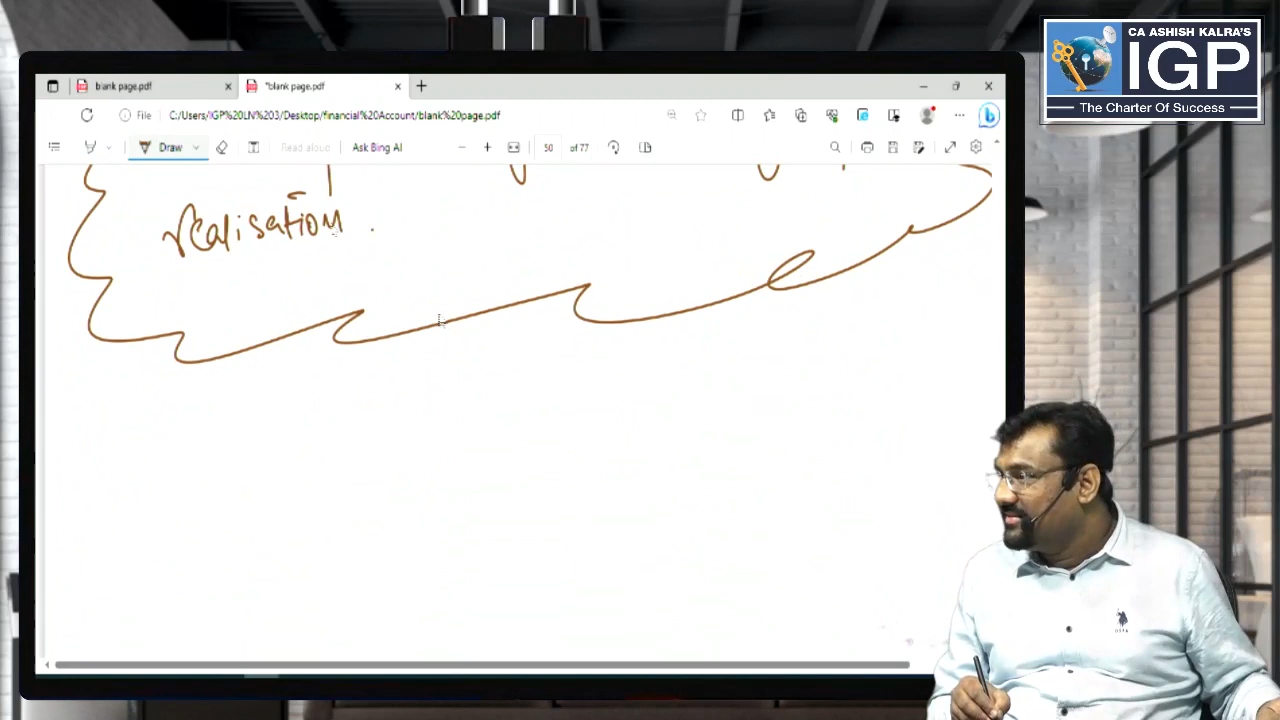 CA ASHISH KALRA'S
IGP
The Charter Of Success
blank page.pdf
*blank page.pdf
File
C:/Users/IGP%20LN%203/Desktop/financial%20Account/blank%20page.pdf
Draw
Read aloud
Ask Bing AI
50
of 77
realisation.
USPA